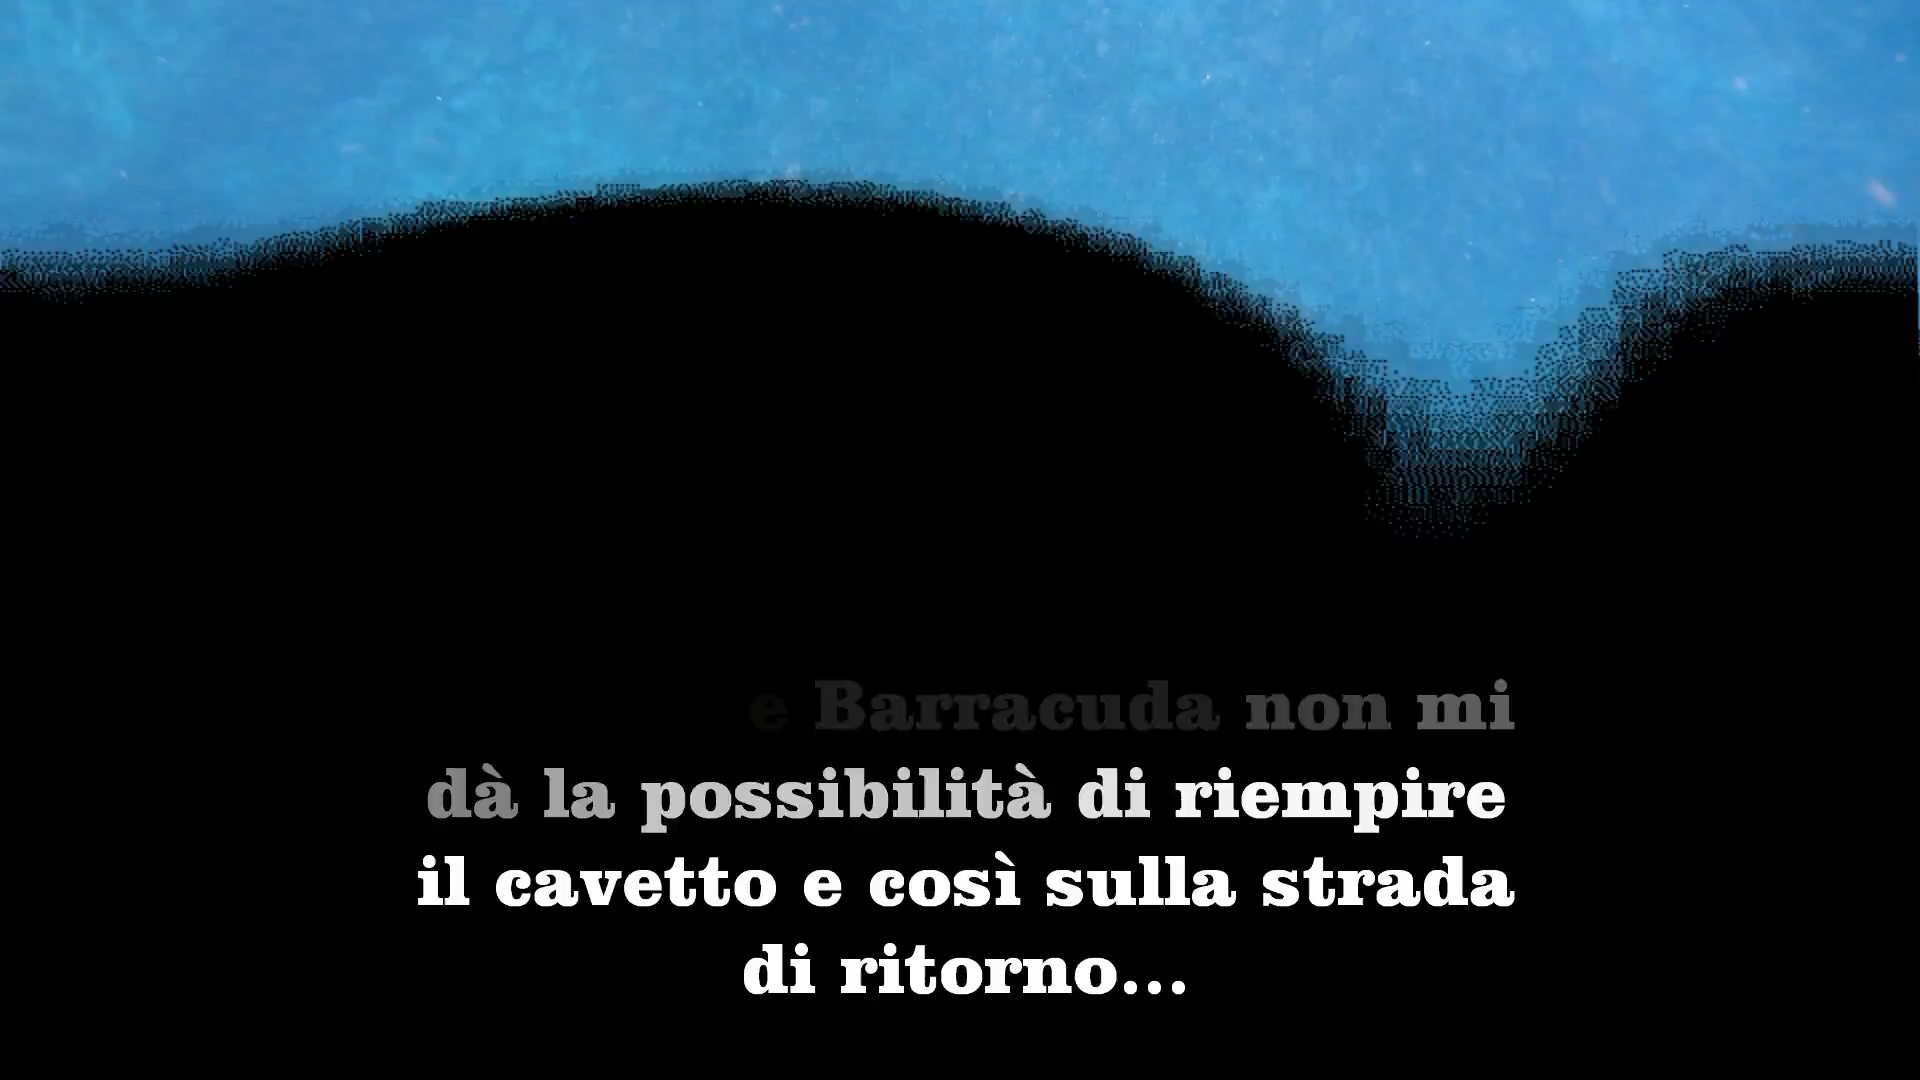 e Barracuda non mi
dà la possibilità di riempire
il cavetto e così sulla strada
di ritorno...